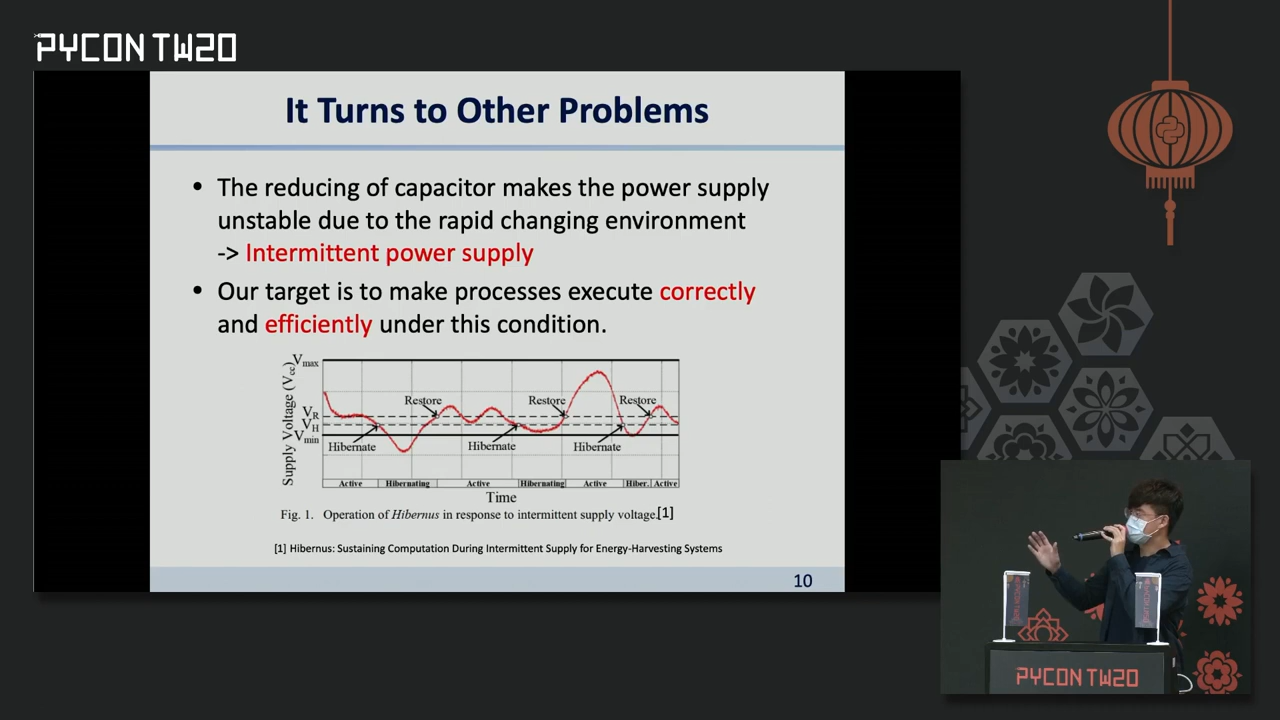 PYCON TW20
It Turns to Other Problems
• The reducing of capacitor makes the power supply
unstable due to the rapid changing environment
-> Intermittent power supply
• Our target is to make processes execute correctly
and efficiently under this condition.
Supply Voltage (Vcc)
Vmax
VR
VH
Vmin
Restore
Restore
Restore
Hibernate
Hibernate
Hibernate
Active
Hibernating
Active
Hibernating
Active
Hiber.
Active
Time
Fig. 1. Operation of Hibernus in response to intermittent supply voltage.[1]
[1] Hibernus: Sustaining Computation During Intermittent Supply for Energy-Harvesting Systems
10
PYCON TW20
PYCON TW20
PYCON TW20